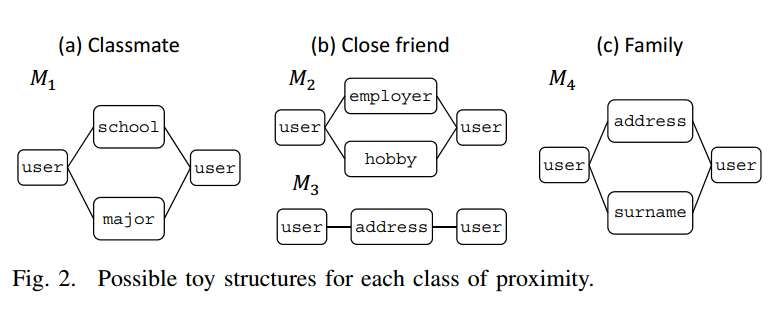 (a) Classmate
(b) Close friend
(c) Family
M₁
M₂
M₄
employer
school
user
user
address
hobby
user
user
user
user
M₃
major
surname
user
address
user
Fig. 2. Possible toy structures for each class of proximity.